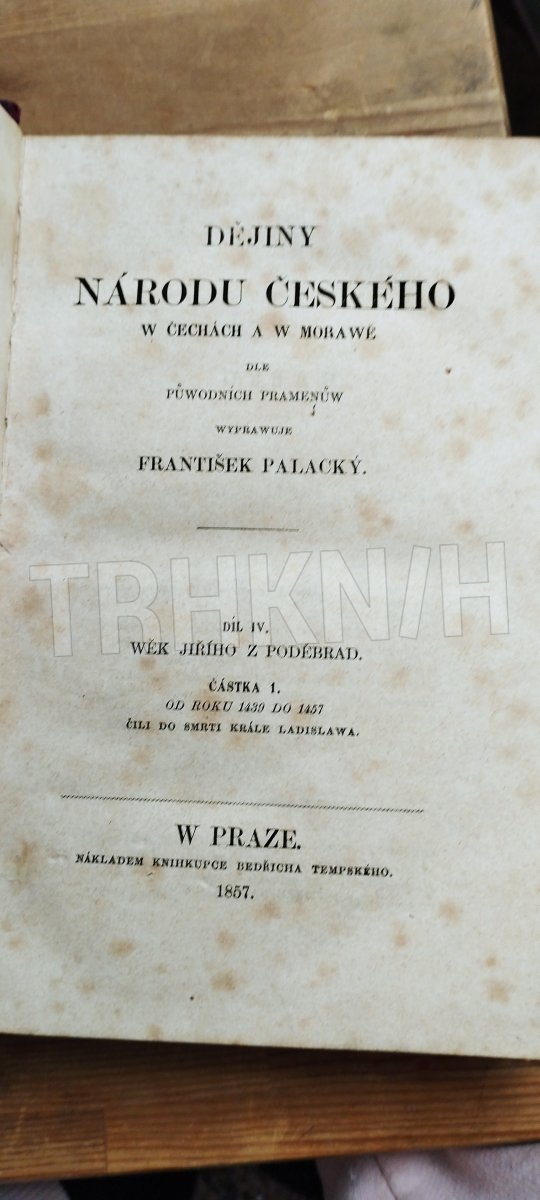 DĚJINY
NÁRODU ČESKÉHO
W ČECHÁCH A W MORAWĚ
DLE
PŮWODNÍCH PRAMENŮW
WYPRAWUJE
FRANTIŠEK PALACKÝ.
TRHKNIH
DÍL IV.
WĚK JIŘÍHO Z PODĚBRAD.
ČÁSTKA 1.
OD ROKU 1439 DO 1457
ČILI DO SMRTI KRÁLE LADISLAWA.
W PRAZE.
NÁKLADEM KNIHKUPCE BEDŘICHA TEMPSKÉHO.
1857.